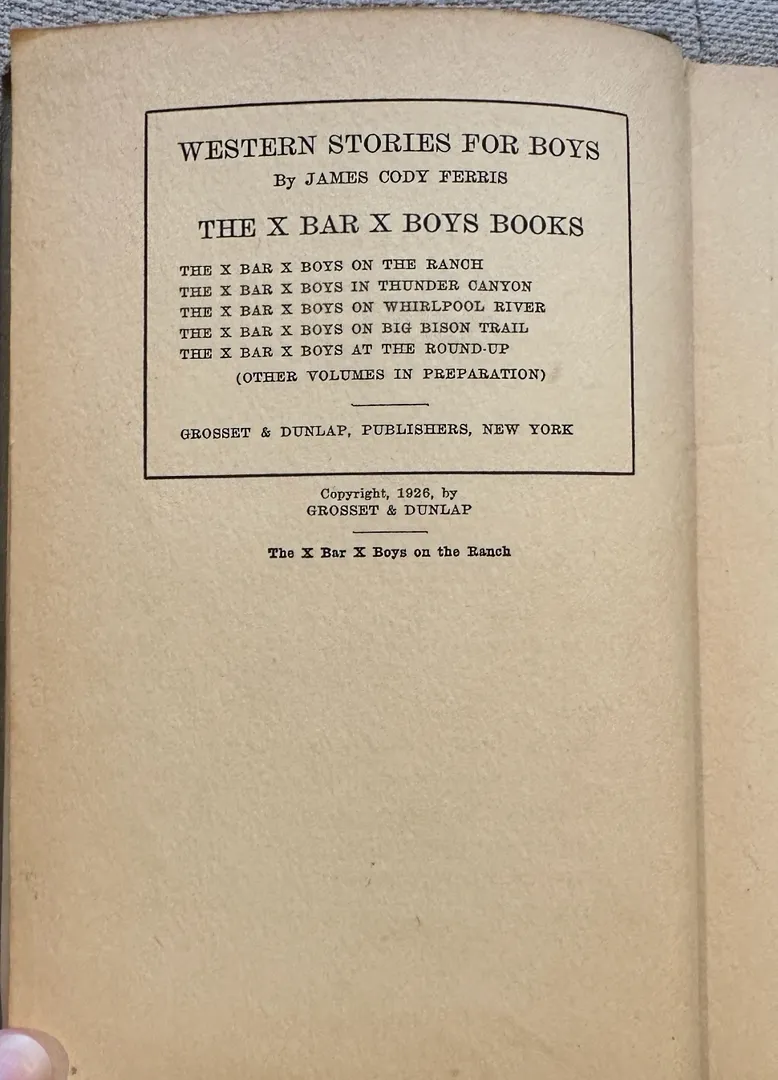 WESTERN STORIES FOR BOYS
By JAMES CODY FERRIS
THE X BAR X BOYS BOOKS
THE X BAR X BOYS ON THE RANCH
THE X BAR X BOYS IN THUNDER CANYON
THE X BAR X BOYS ON WHIRLPOOL RIVER
THE X BAR X BOYS ON BIG BISON TRAIL
THE X BAR X BOYS AT THE ROUND-UP
(OTHER VOLUMES IN PREPARATION)
GROSSET & DUNLAP, PUBLISHERS, NEW YORK
Copyright, 1926, by
GROSSET & DUNLAP
The X Bar X Boys on the Ranch